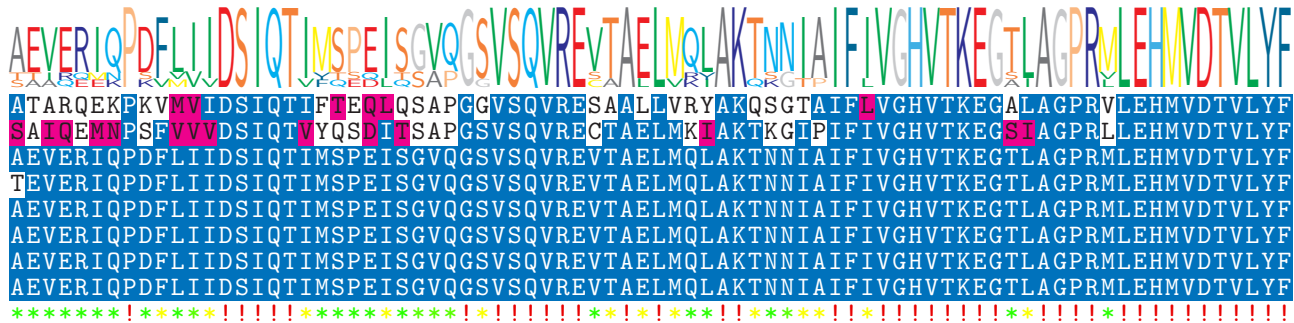 AEVERIQPDFLIIDSIQTIMSPEISGVQGSVSQVREVTAELMQLAKTNNIAIFIVGHVTKEGTLAGPRMLEHMVDTVLYF
ATARQEKPKVMVIDSIQTIFTEQLQSAPGGVSQVRESAALLVRYAKQSGTAIFLVGHVTKEGALAGPRVLEHMVDTVLYF
SAIQEMNPSFVVVDSIQTVYQSDITSAPGSVSQVRECTAELMKIAKTKGIPIFIVGHVTKEGSIAGPRLLEHMVDTVLYF
AEVERIQPDFLIIDSIQTIMSPEISGVQGSVSQVREVTAELMQLAKTNNIAIFIVGHVTKEGTLAGPRMLEHMVDTVLYF
TEVERIQPDFLIIDSIQTIMSPEISGVQGSVSQVREVTAELMQLAKTNNIAIFIVGHVTKEGTLAGPRMLEHMVDTVLYF
AEVERIQPDFLIIDSIQTIMSPEISGVQGSVSQVREVTAELMQLAKTNNIAIFIVGHVTKEGTLAGPRMLEHMVDTVLYF
AEVERIQPDFLIIDSIQTIMSPEISGVQGSVSQVREVTAELMQLAKTNNIAIFIVGHVTKEGTLAGPRMLEHMVDTVLYF
AEVERIQPDFLIIDSIQTIMSPEISGVQGSVSQVREVTAELMQLAKTNNIAIFIVGHVTKEGTLAGPRMLEHMVDTVLYF
AEVERIQPDFLIIDSIQTIMSPEISGVQGSVSQVREVTAELMQLAKTNNIAIFIVGHVTKEGTLAGPRMLEHMVDTVLYF
*******!*****!!!!!**********!*!!!!!!**!*!***!!*****!!*!!!!!!!!**!!!!*!!!!!!!!!!!